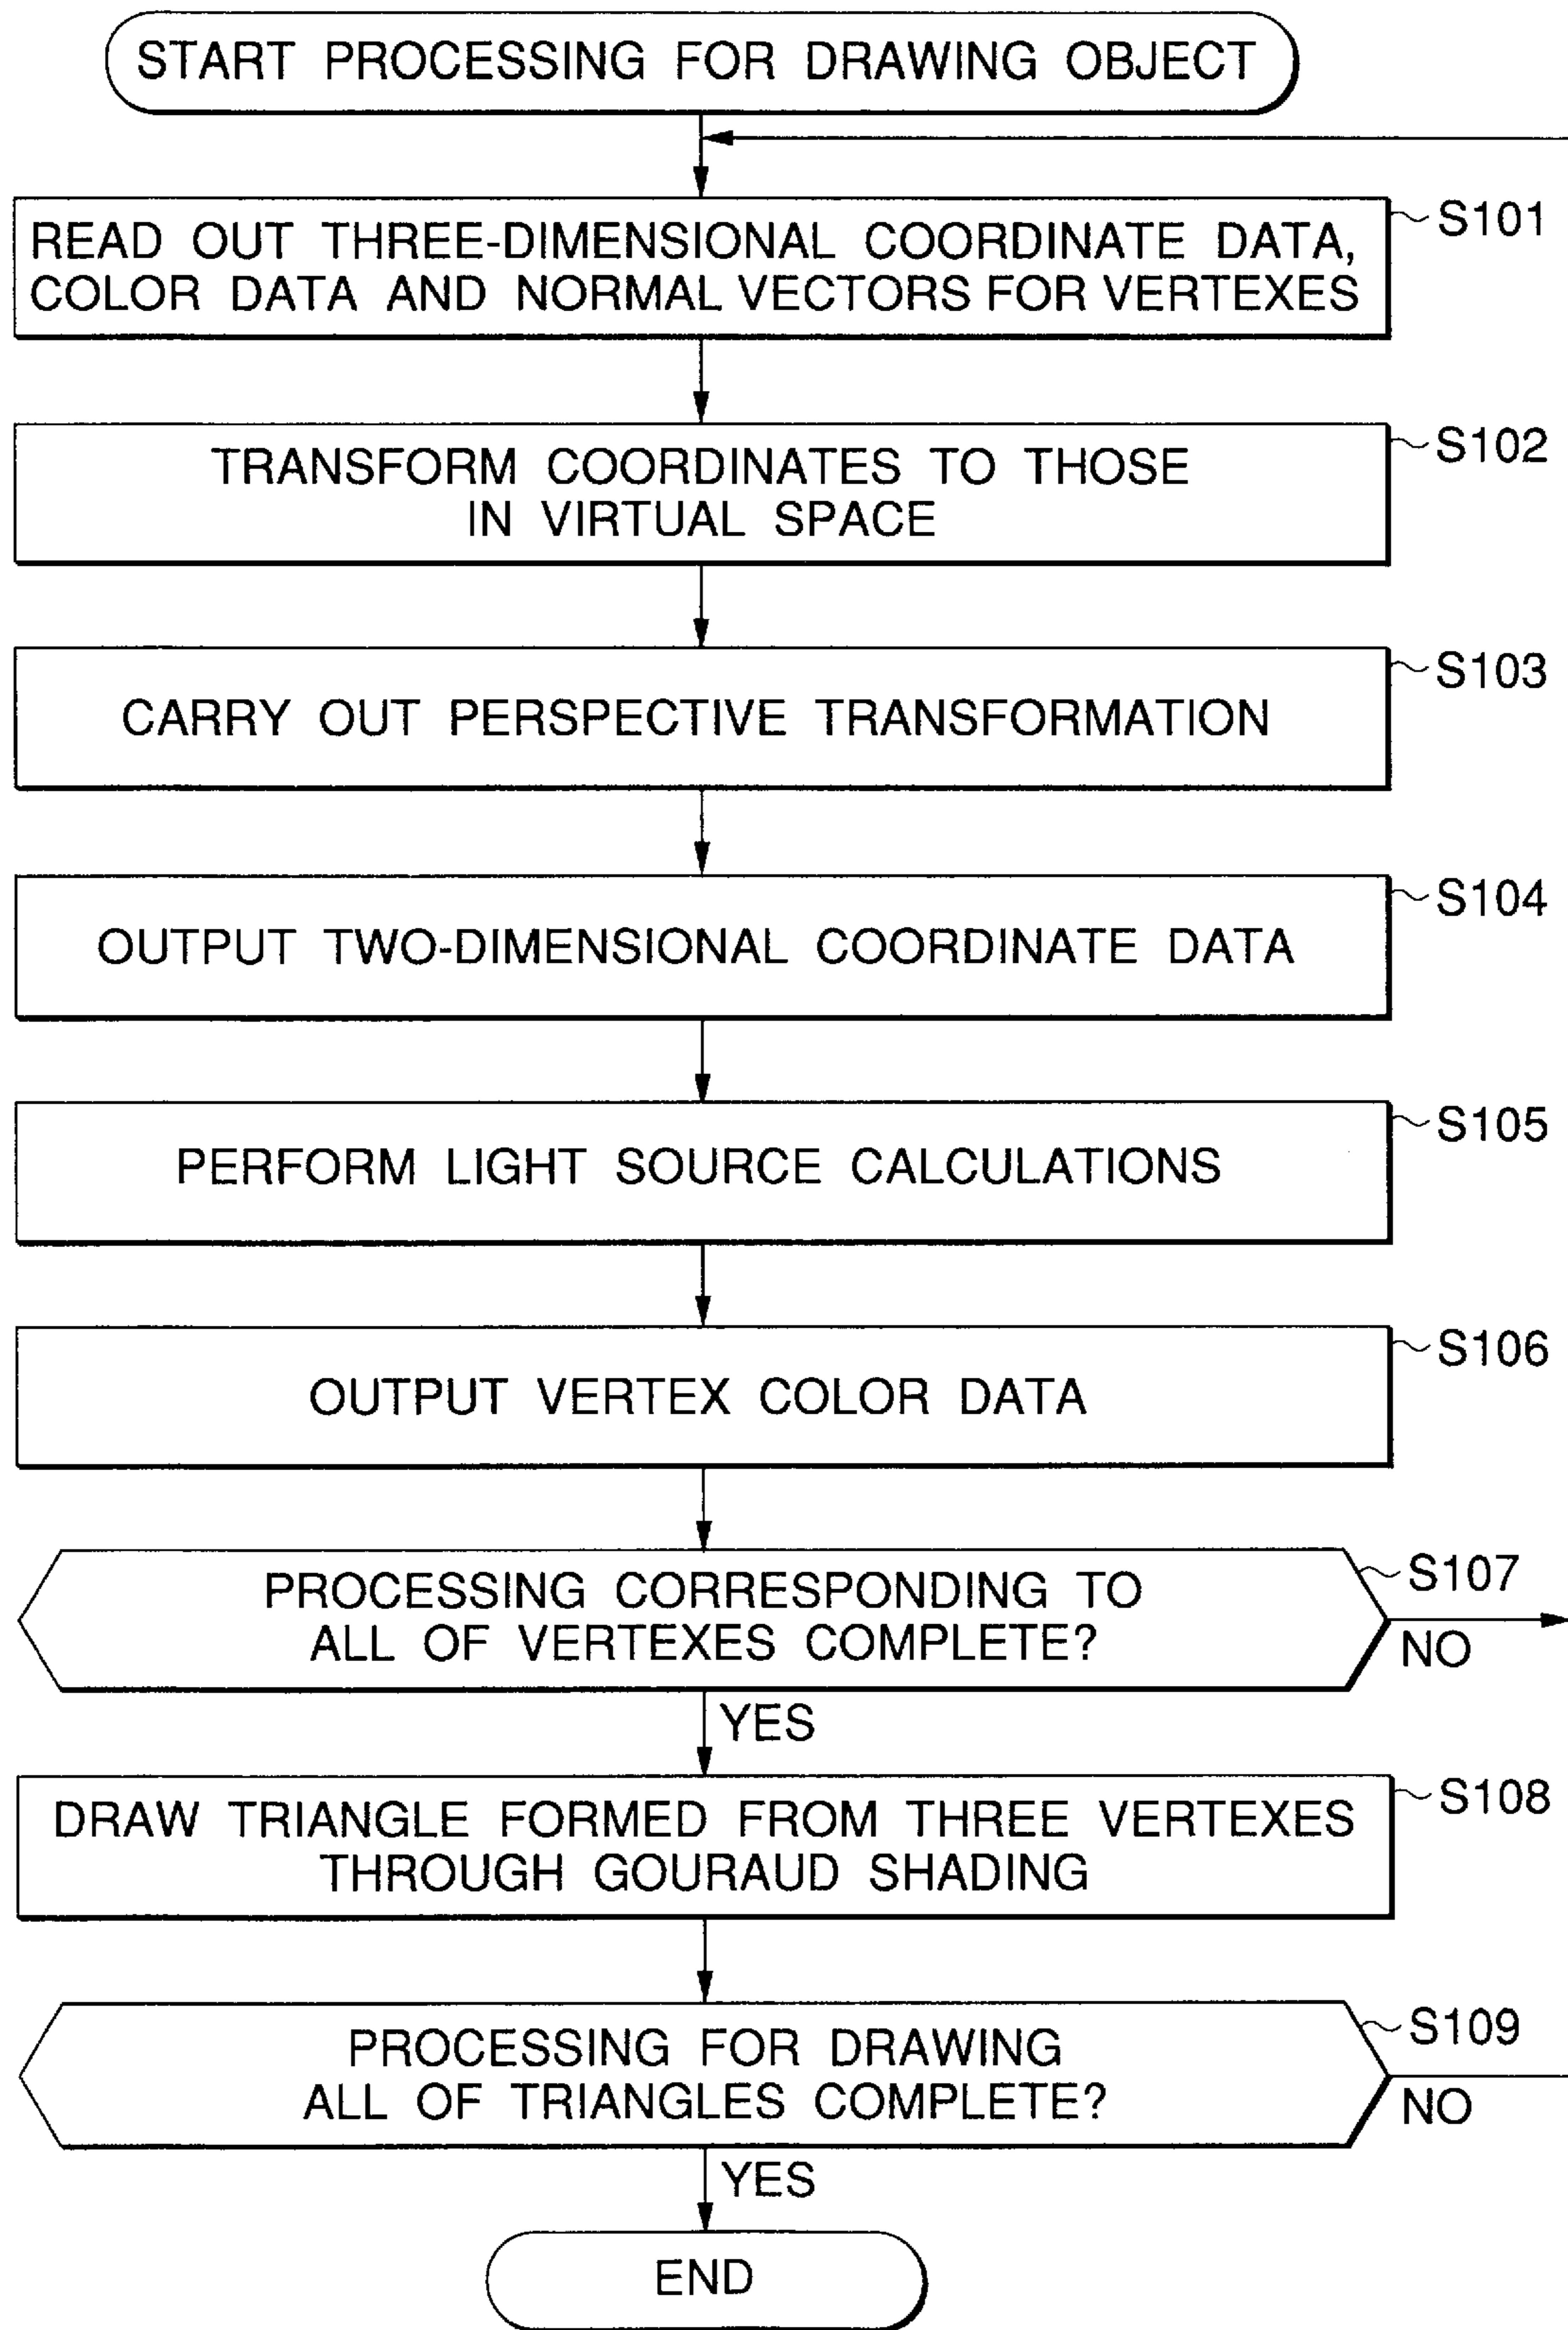 START PROCESSING FOR DRAWING OBJECT
S101
READ OUT THREE-DIMENSIONAL COORDINATE DATA,
COLOR DATA AND NORMAL VECTORS FOR VERTEXES
S102
TRANSFORM COORDINATES TO THOSE
IN VIRTUAL SPACE
S103
CARRY OUT PERSPECTIVE TRANSFORMATION
S104
OUTPUT TWO-DIMENSIONAL COORDINATE DATA
S105
PERFORM LIGHT SOURCE CALCULATIONS
S106
OUTPUT VERTEX COLOR DATA
S107
PROCESSING CORRESPONDING TO
ALL OF VERTEXES COMPLETE?
NO
YES
S108
DRAW TRIANGLE FORMED FROM THREE VERTEXES
THROUGH GOURAUD SHADING
S109
PROCESSING FOR DRAWING
ALL OF TRIANGLES COMPLETE?
NO
YES
END